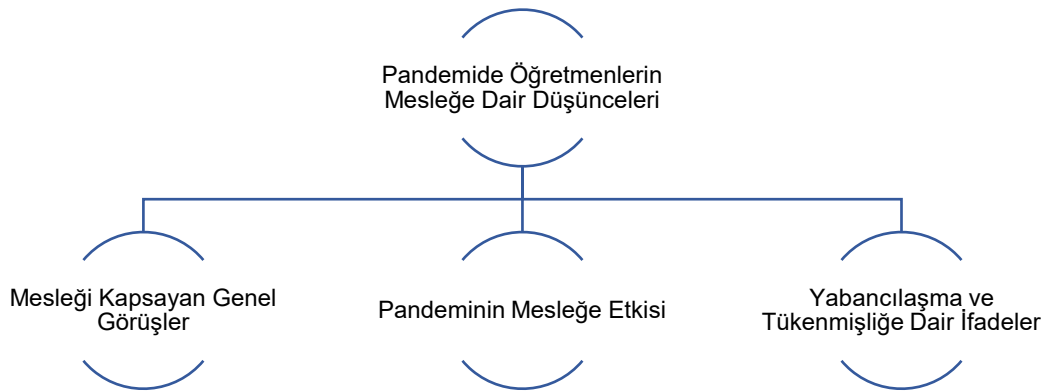 Pandemide Öğretmenlerin
Mesleğe Dair Düşünceleri
Mesleği Kapsayan Genel
Görüşler
Pandeminin Mesleğe Etkisi
Yabancılaşma ve
Tükenmişliğe Dair İfadeler